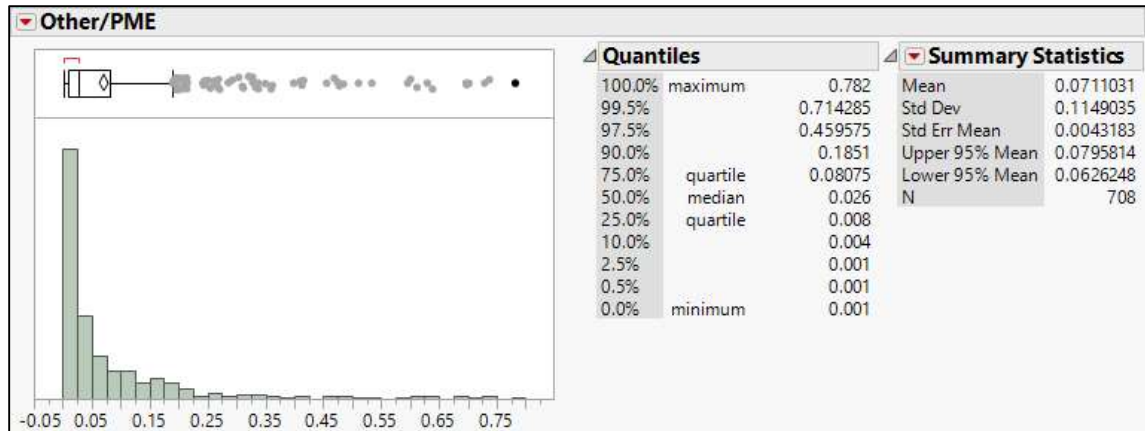 Other/PME
Quantiles
100.0% maximum 0.782
99.5% 0.714285
97.5% 0.459575
90.0% 0.1851
75.0% quartile 0.08075
50.0% median 0.026
25.0% quartile 0.008
10.0% 0.004
2.5% 0.001
0.5% 0.001
0.0% minimum 0.001
Summary Statistics
Mean 0.0711031
Std Dev 0.1149035
Std Err Mean 0.0043183
Upper 95% Mean 0.0795814
Lower 95% Mean 0.0626248
N 708
-0.05 0.05 0.15 0.25 0.35 0.45 0.55 0.65 0.75